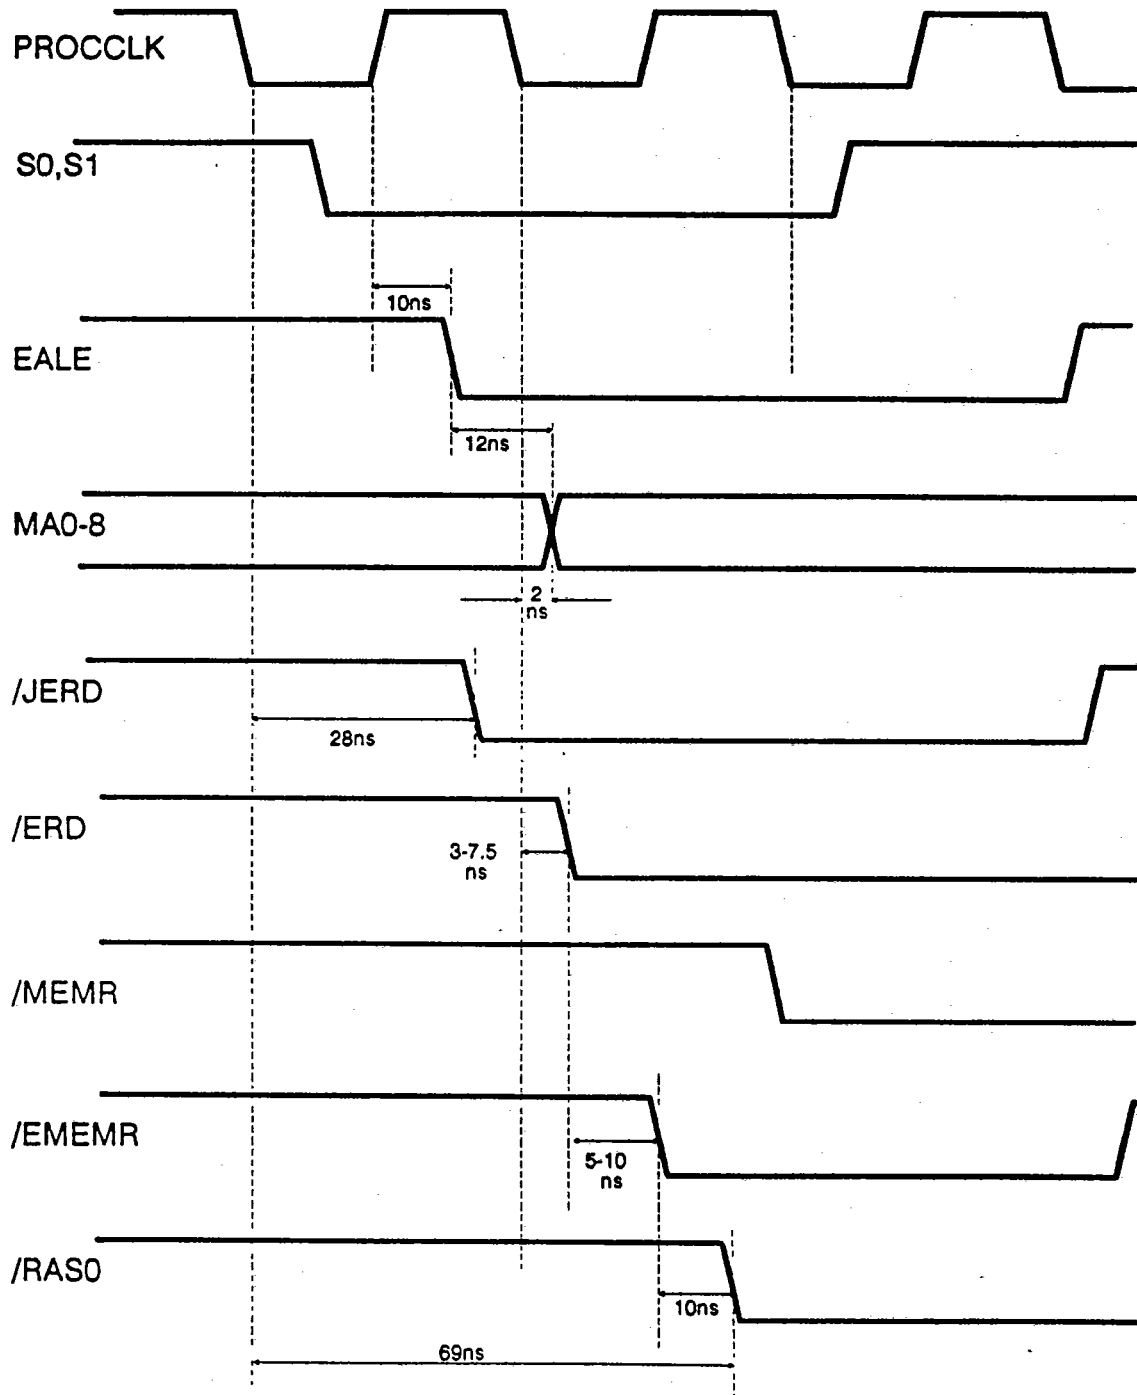 PROCCLK
S0,S1
10ns
EALE
12ns
MA0-8
2
ns
/JERD
28ns
/ERD
3-7.5
ns
/MEMR
/EMEMR
5-10
ns
/RAS0
10ns
69ns